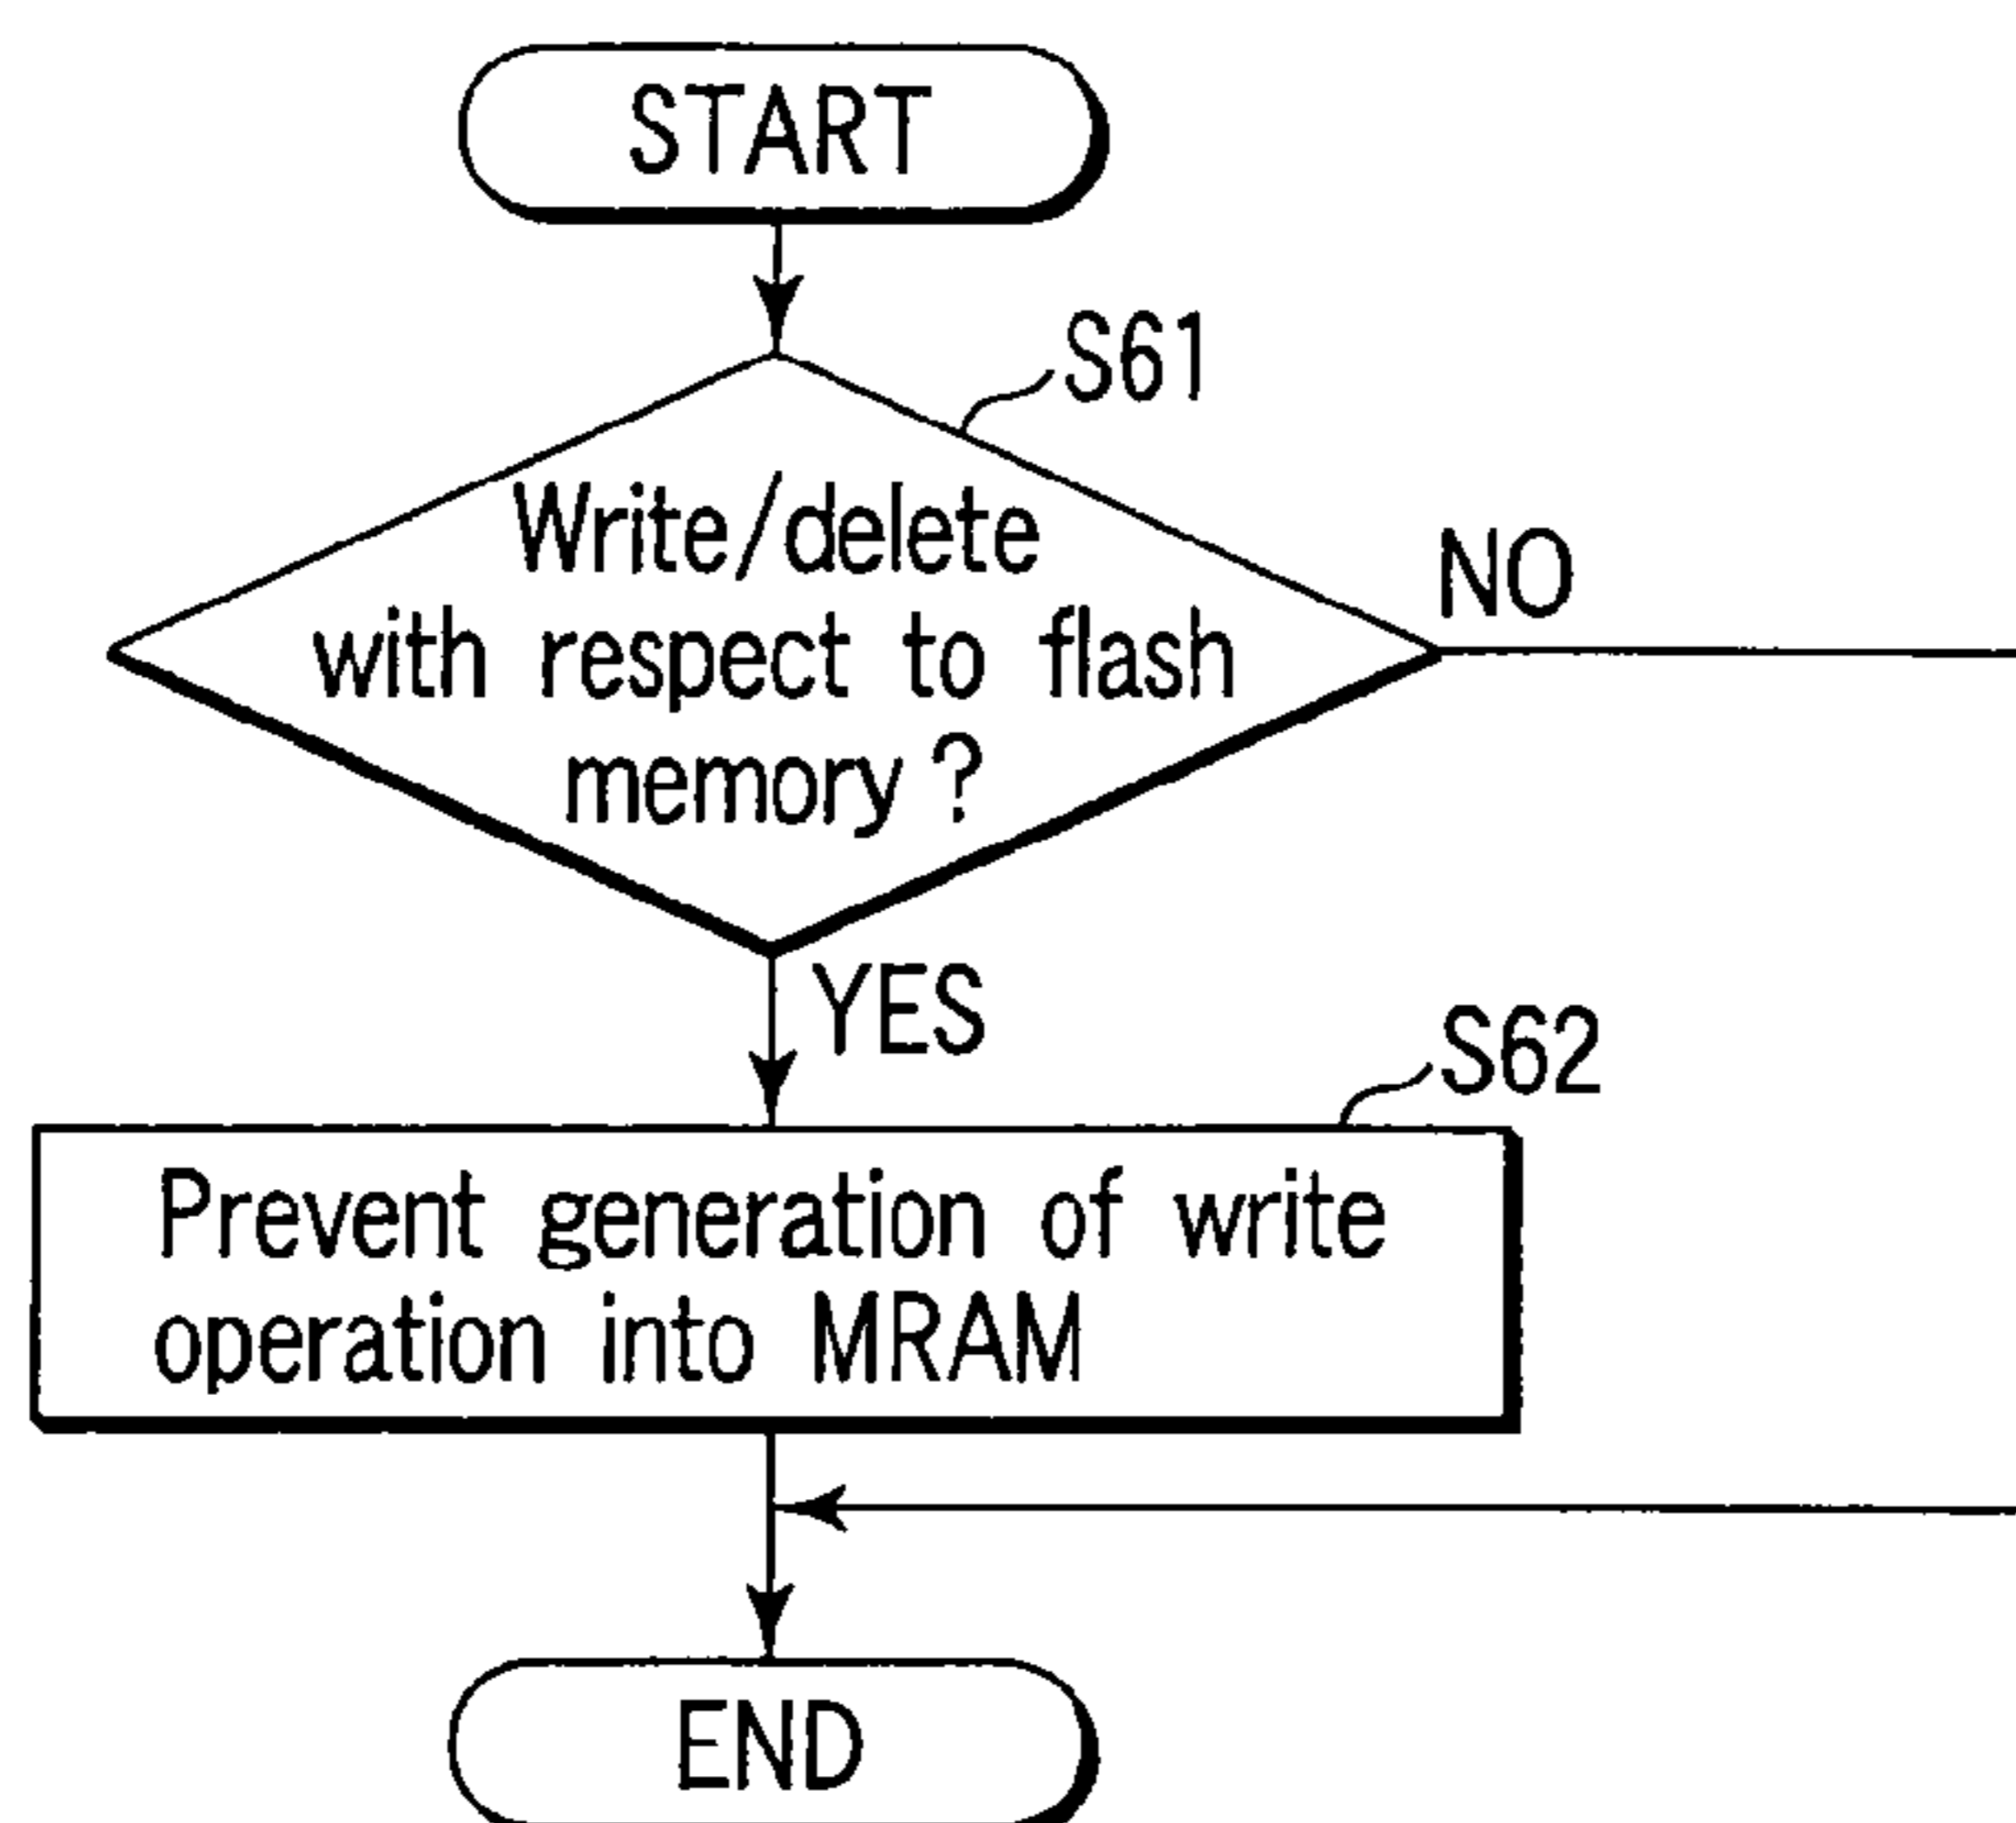 START
S61
Write/delete
with respect to flash
memory?
NO
YES
S62
Prevent generation of write
operation into MRAM
END